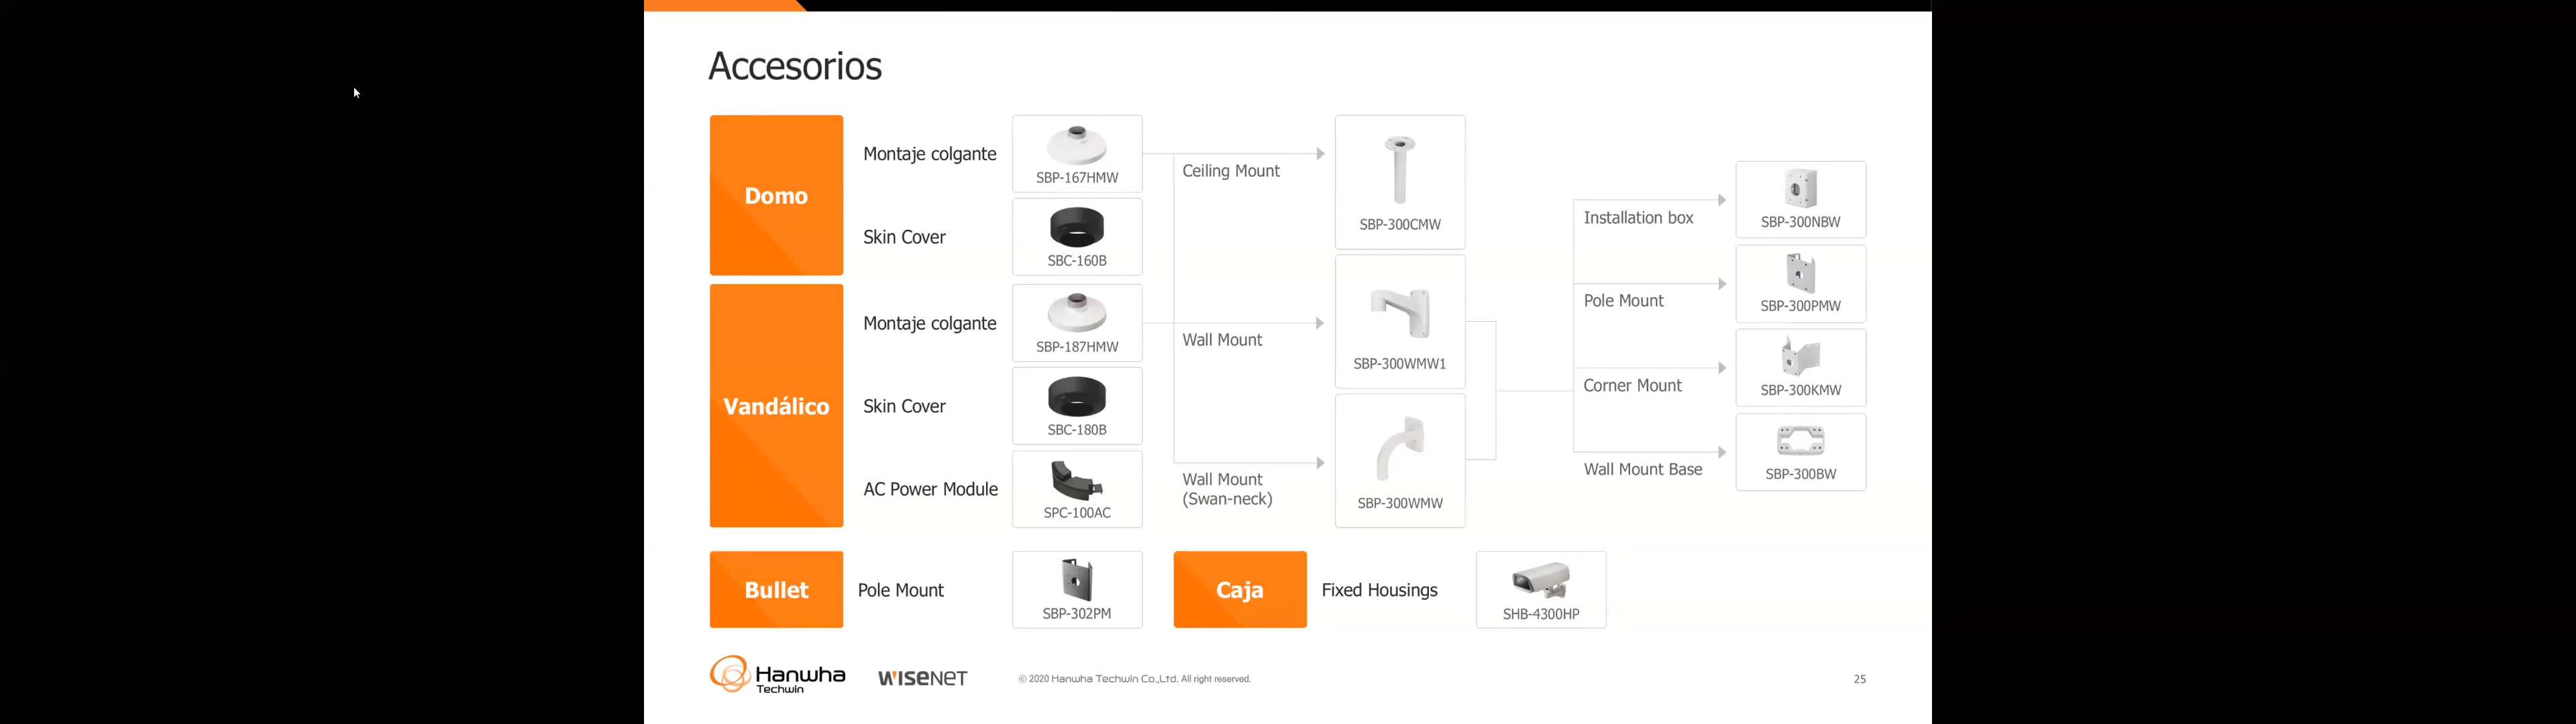 Accesorios
Domo
Montaje colgante
SBP-167HMW
Skin Cover
SBC-160B
Vandálico
Montaje colgante
SBP-187HMW
Skin Cover
SBC-180B
AC Power Module
SPC-100AC
Ceiling Mount
SBP-300CMW
Wall Mount
SBP-300WMW1
Wall Mount
(Swan-neck)
SBP-300WMW
Installation box
SBP-300NBW
Pole Mount
SBP-300PMW
Corner Mount
SBP-300KMW
Wall Mount Base
SBP-300BW
Bullet
Pole Mount
SBP-302PM
Caja
Fixed Housings
SHB-4300HP
Hanwha
Techwin
WISENET
© 2020 Hanwha Techwin Co.,Ltd. All right reserved.
25